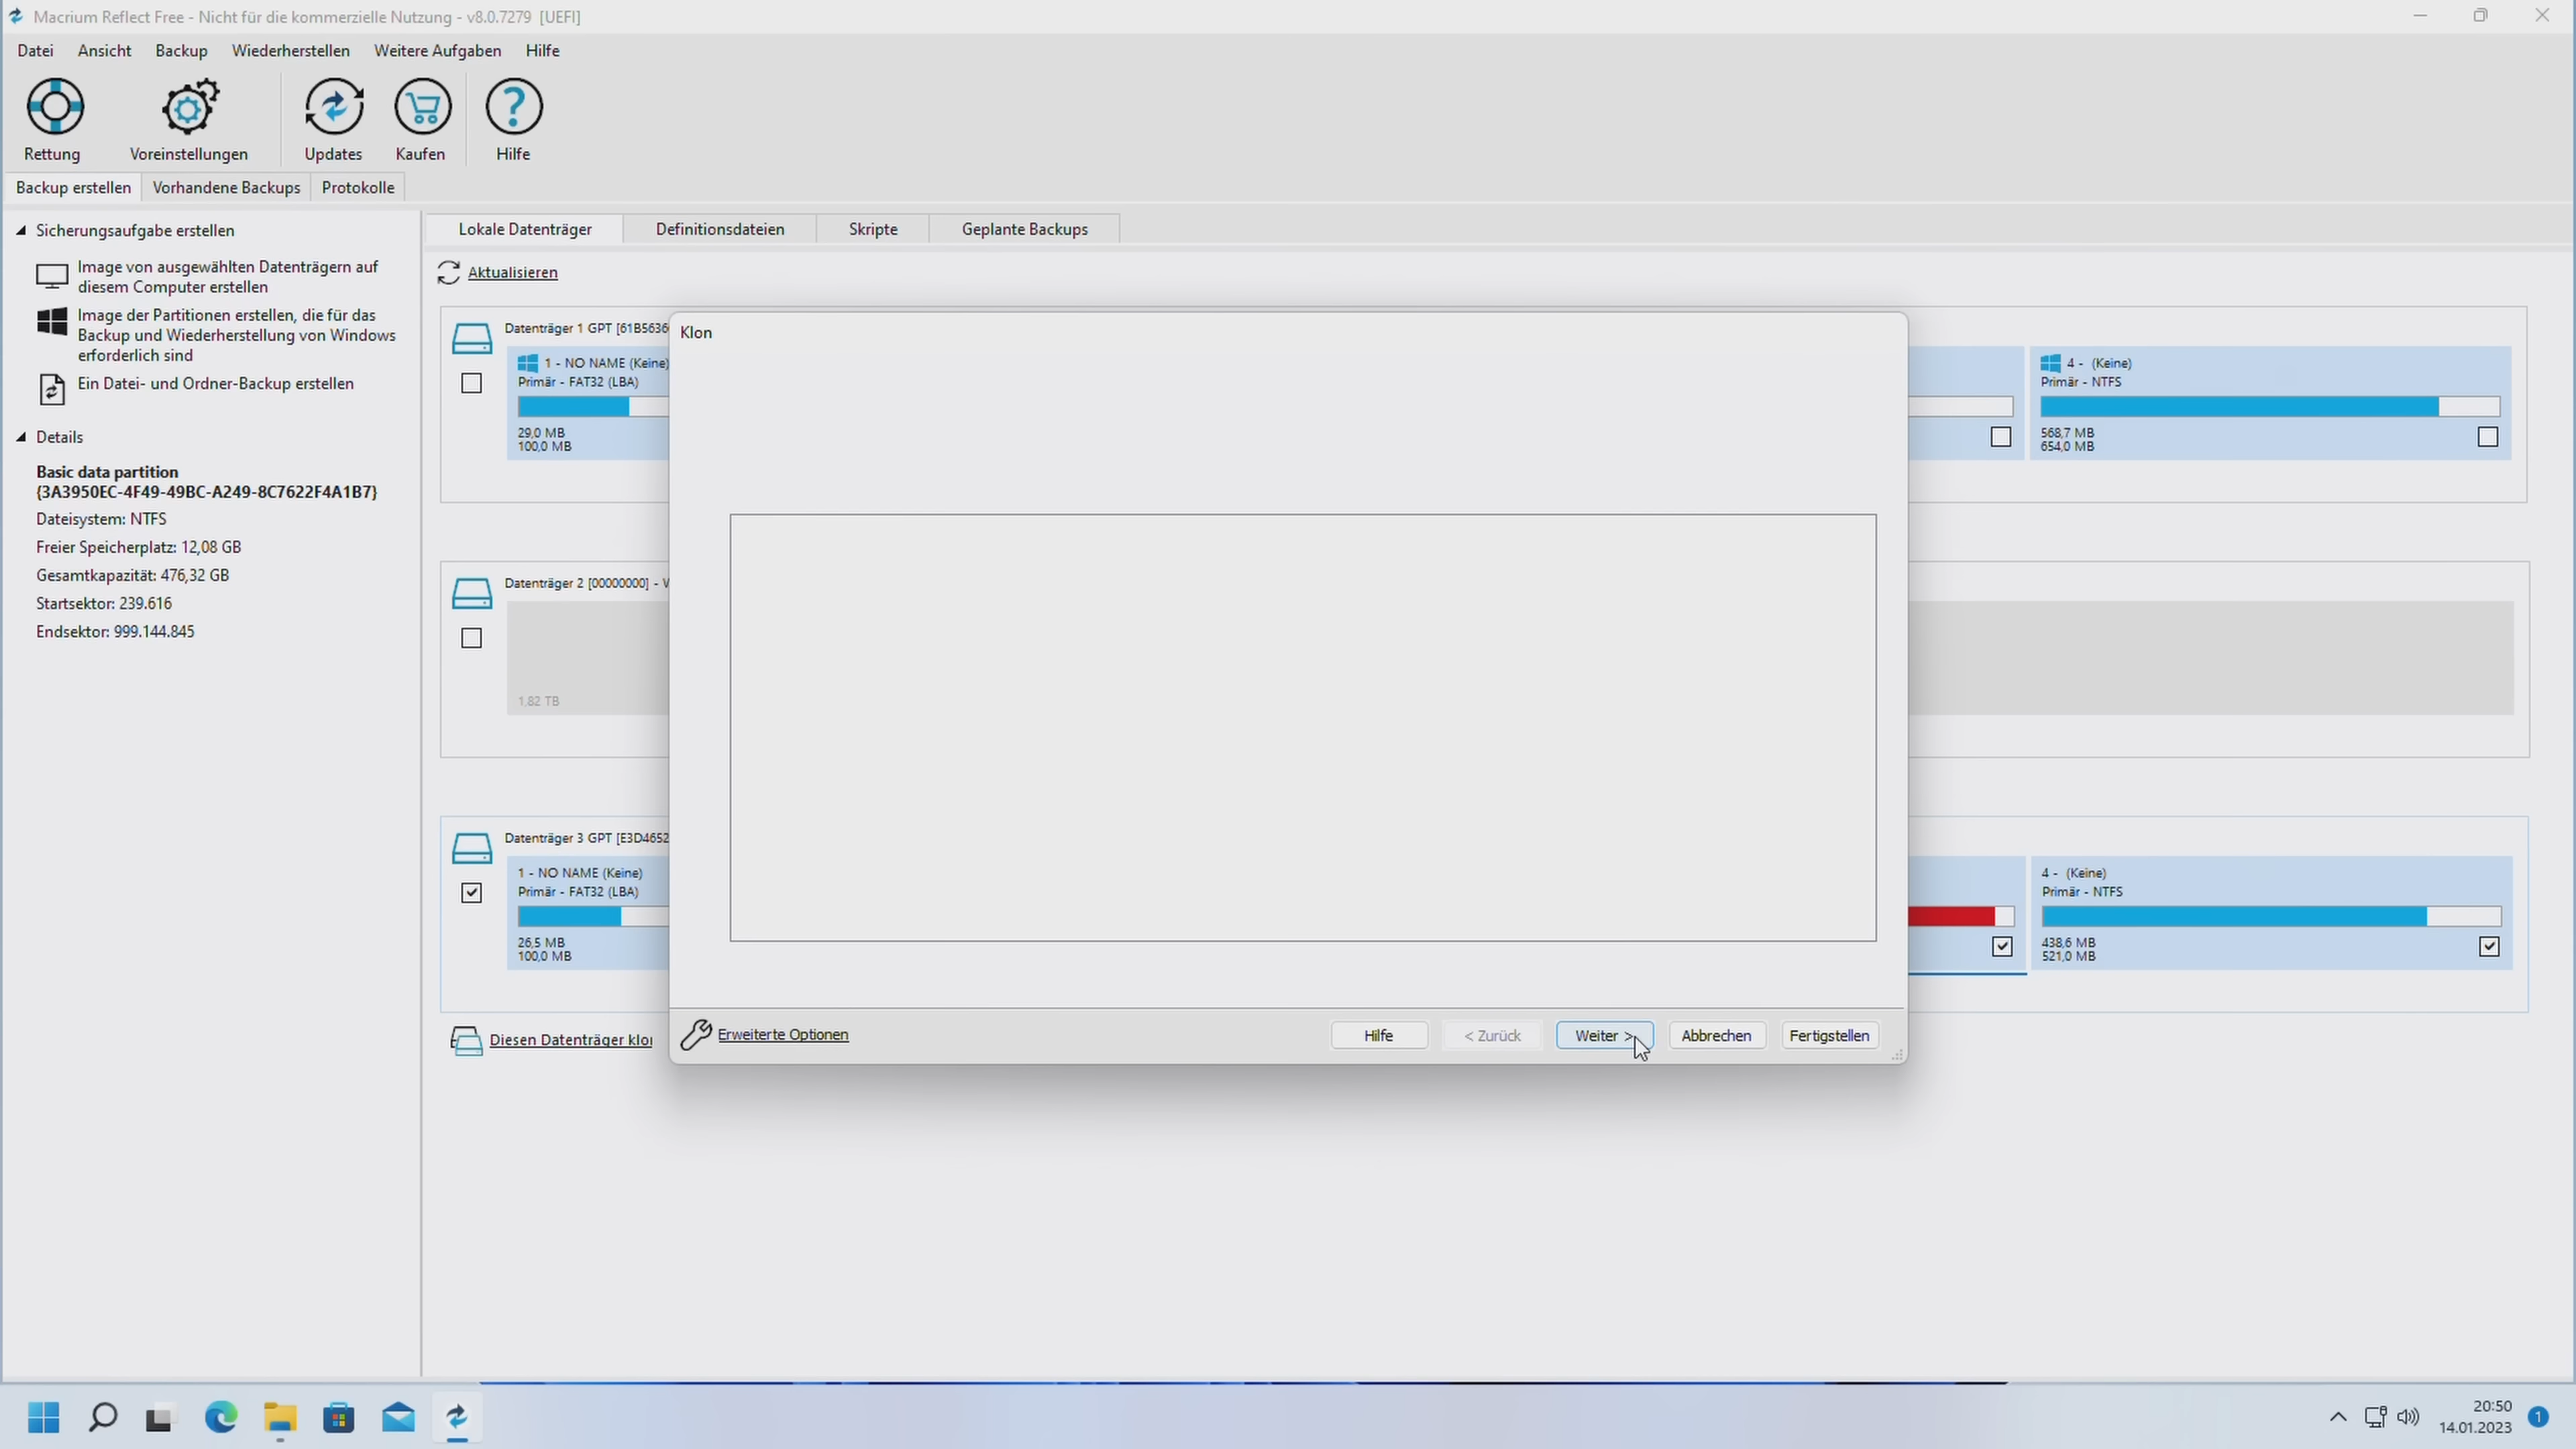 Macrium Reflect Free - Nicht für die kommerzielle Nutzung - v8.0.7279 [UEFI]
Datei Ansicht Backup Wiederherstellen Weitere Aufgaben Hilfe
Rettung Voreinstellungen Updates Kaufen Hilfe
Backup erstellen Vorhandene Backups Protokolle
Sicherungsaufgabe erstellen
Image von ausgewählten Datenträgern auf
diesem Computer erstellen
Image der Partitionen erstellen, die für das
Backup und Wiederherstellung von Windows
erforderlich sind
Ein Datei- und Ordner-Backup erstellen
Details
Basic data partition
{3A3950EC-4F49-49BC-A249-8C7622F4A1B7}
Dateisystem: NTFS
Freier Speicherplatz: 12,08 GB
Gesamtkapazität: 476,32 GB
Startsektor: 239.616
Endsektor: 999.144.845
Lokale Datenträger Definitionsdateien Skripte Geplante Backups
Aktualisieren
Datenträger 1 GPT [61B5636
1 - NO NAME (Keine)
Primär - FAT32 (LBA)
29,0 MB
100,0 MB
4 - (Keine)
Primär - NTFS
568,7 MB
654,0 MB
Datenträger 2 [00000000] - 
1,82 TB
Datenträger 3 GPT [E3D4652
1 - NO NAME (Keine)
Primär - FAT32 (LBA)
26,5 MB
100,0 MB
4 - (Keine)
Primär - NTFS
438,6 MB
521,0 MB
Diesen Datenträger klo
Klon
Erweiterte Optionen
Hilfe < Zurück Weiter > Abbrechen Fertigstellen
20:50
14.01.2023
1